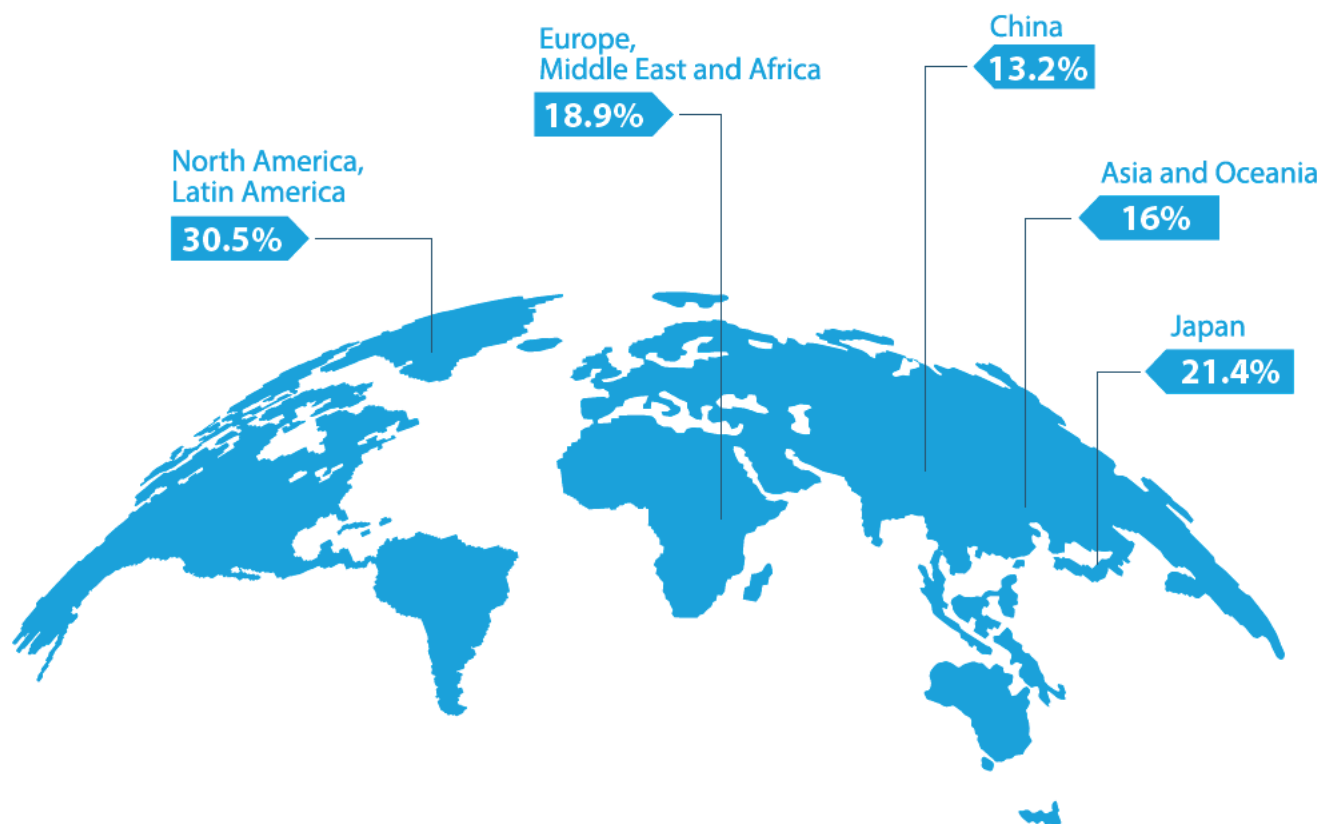 North America,
Latin America
30.5%
Europe,
Middle East and Africa
18.9%
China
13.2%
Asia and Oceania
16%
Japan
21.4%